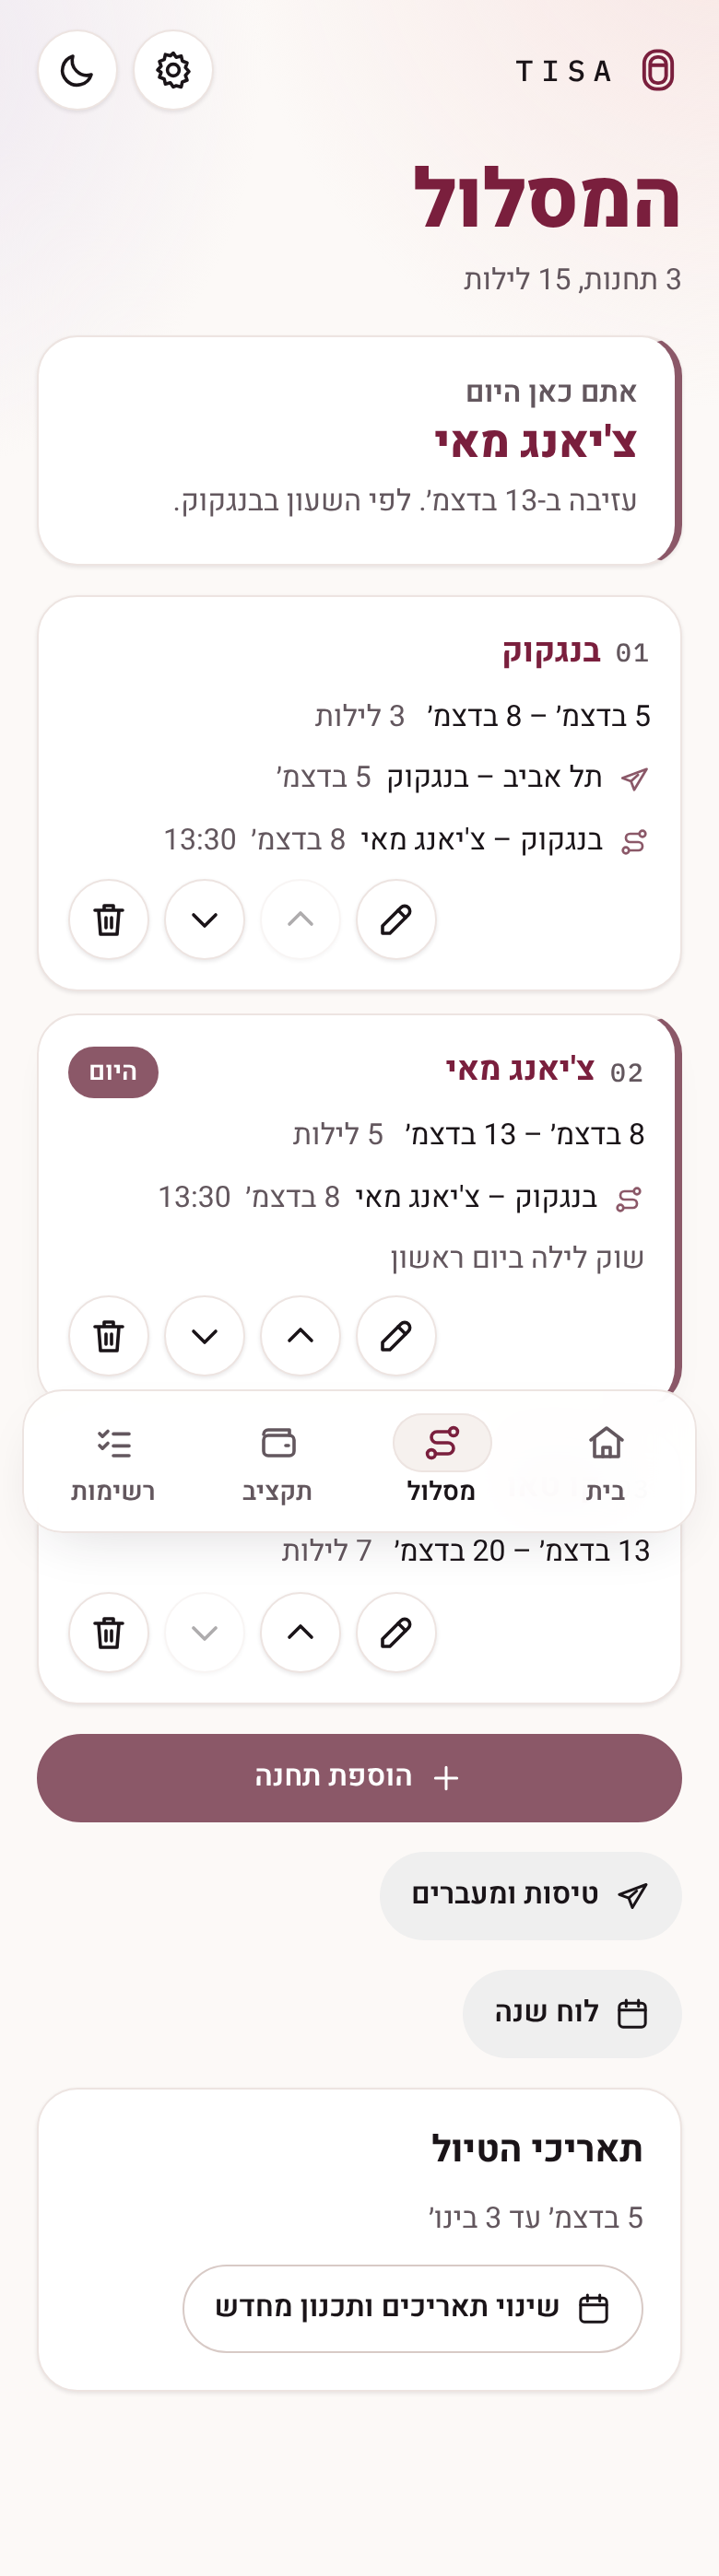 TISA
המסלול
3 תחנות, 15 לילות
אתם כאן היום
צ'יאנג מאי
עזיבה ב-13 בדצמ׳. לפי השעון בבנגקוק.
01 בנגקוק
5 בדצמ׳ – 8 בדצמ׳ 3 לילות
תל אביב – בנגקוק 5 בדצמ׳
בנגקוק – צ'יאנג מאי 8 בדצמ׳ 13:30
02 צ'יאנג מאי היום
8 בדצמ׳ – 13 בדצמ׳ 5 לילות
בנגקוק – צ'יאנג מאי 8 בדצמ׳ 13:30
שוק לילה ביום ראשון
בית מסלול תקציב רשימות
13 בדצמ׳ – 20 בדצמ׳ 7 לילות
הוספת תחנה
טיסות ומעברים
לוח שנה
תאריכי הטיול
5 בדצמ׳ עד 3 בינו׳
שינוי תאריכים ותכנון מחדש